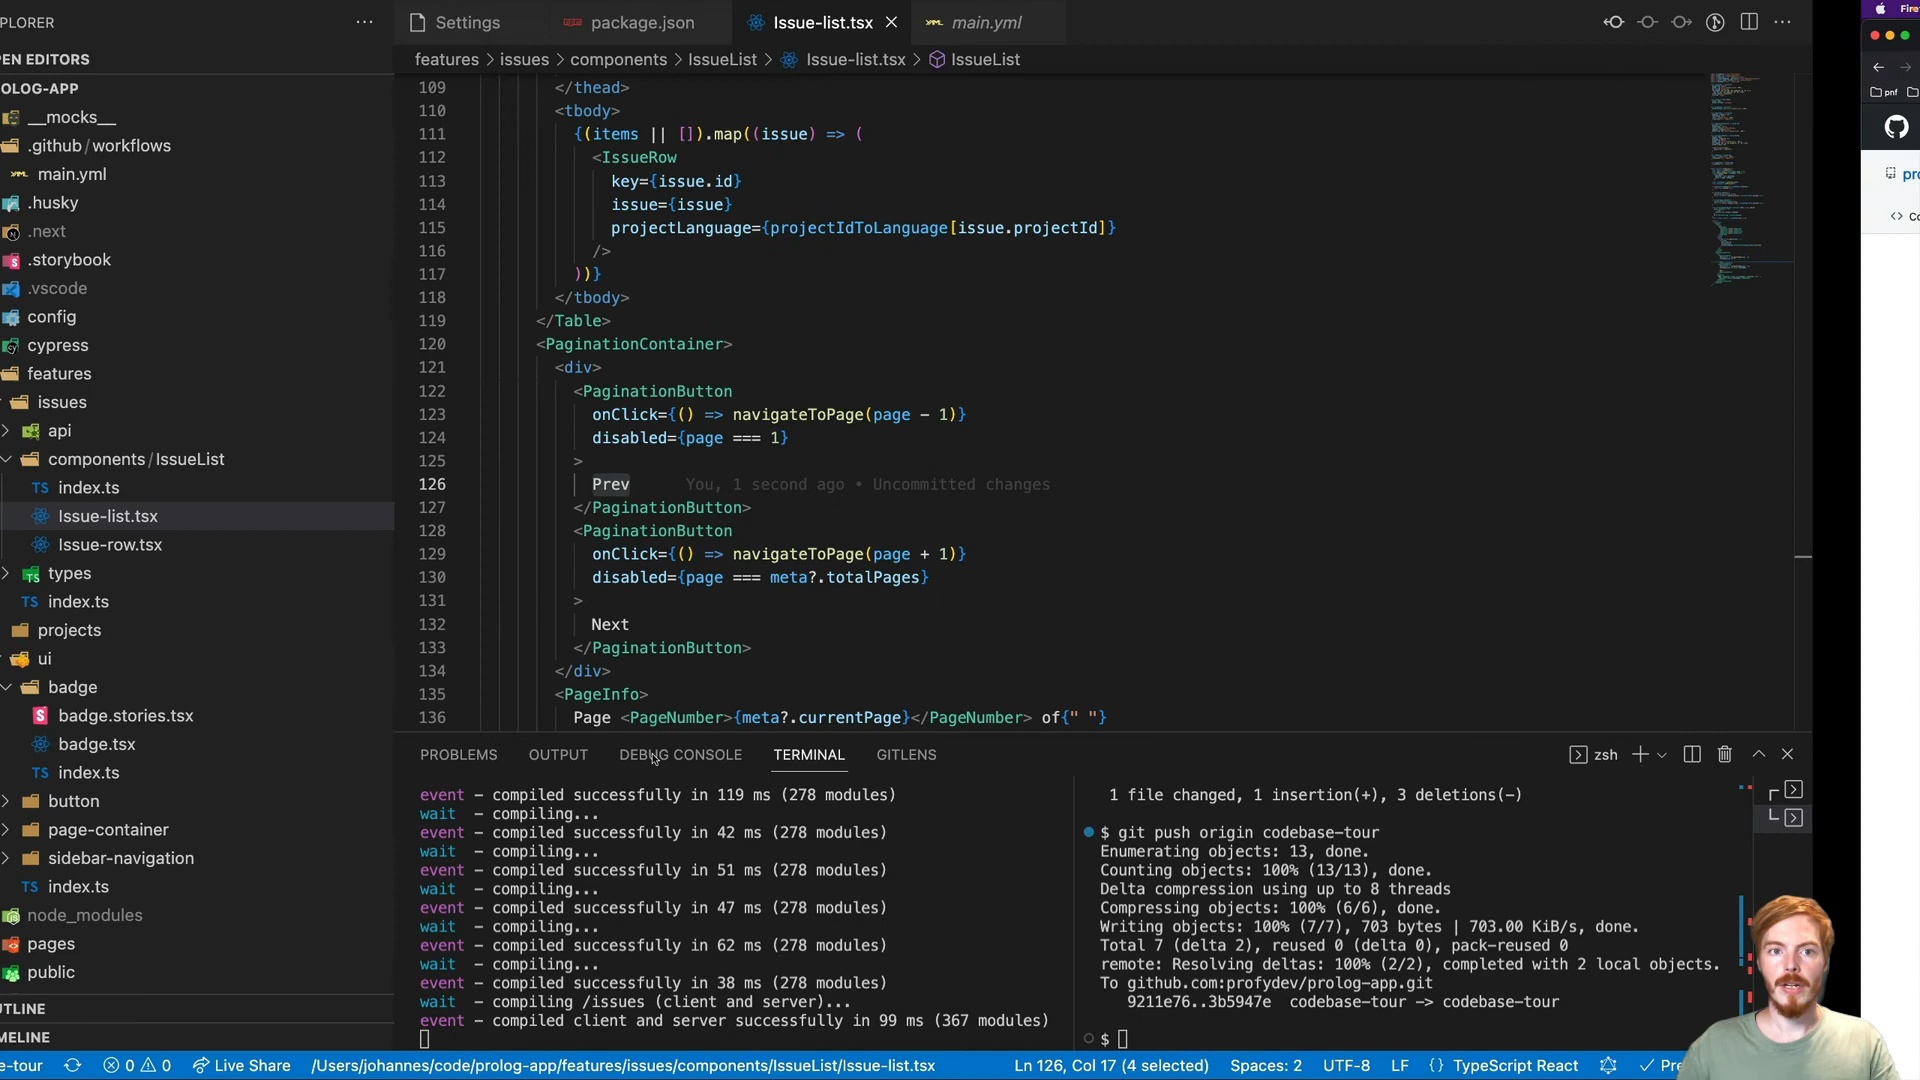 PLORER
Settings
package.json
Issue-list.tsx
main.yml
PEN EDITORS
features > issues > components > IssueList > Issue-list.tsx > IssueList
OLOG-APP
__mocks__
.github/workflows
main.yml
.husky
.next
.storybook
.vscode
config
cypress
features
issues
api
components/IssueList
index.ts
Issue-list.tsx
Issue-row.tsx
types
index.ts
projects
ui
badge
badge.stories.tsx
badge.tsx
index.ts
button
page-container
sidebar-navigation
index.ts
node_modules
pages
public
UTLINE
MELINE
109 </thead>
110 <tbody>
111 {(items || []).map((issue) => (
112 <IssueRow
113 key={issue.id}
114 issue={issue}
115 projectLanguage={projectIdToLanguage[issue.projectId]}
116 />
117 ))}
118 </tbody>
119 </Table>
120 <PaginationContainer>
121 <div>
122 <PaginationButton
123 onClick={() => navigateToPage(page - 1)}
124 disabled={page === 1}
125 >
126 Prev You, 1 second ago • Uncommitted changes
127 </PaginationButton>
128 <PaginationButton
129 onClick={() => navigateToPage(page + 1)}
130 disabled={page === meta?.totalPages}
131 >
132 Next
133 </PaginationButton>
134 </div>
135 <PageInfo>
136 Page <PageNumber>{meta?.currentPage}</PageNumber> of{" "}
PROBLEMS OUTPUT DEBUG CONSOLE TERMINAL GITLENS
zsh
event - compiled successfully in 119 ms (278 modules)
wait - compiling...
event - compiled successfully in 42 ms (278 modules)
wait - compiling...
event - compiled successfully in 51 ms (278 modules)
wait - compiling...
event - compiled successfully in 47 ms (278 modules)
wait - compiling...
event - compiled successfully in 62 ms (278 modules)
wait - compiling...
event - compiled successfully in 38 ms (278 modules)
wait - compiling /issues (client and server)...
event - compiled client and server successfully in 99 ms (367 modules)
1 file changed, 1 insertion(+), 3 deletions(-)
$ git push origin codebase-tour
Enumerating objects: 13, done.
Counting objects: 100% (13/13), done.
Delta compression using up to 8 threads
Compressing objects: 100% (6/6), done.
Writing objects: 100% (7/7), 703 bytes | 703.00 KiB/s, done.
Total 7 (delta 2), reused 0 (delta 0), pack-reused 0
remote: Resolving deltas: 100% (2/2), completed with 2 local objects.
To github.com:profydev/prolog-app.git
9211e76..3b5947e codebase-tour -> codebase-tour
$
e-tour
0 0
Live Share
/Users/johannes/code/prolog-app/features/issues/components/IssueList/Issue-list.tsx
Ln 126, Col 17 (4 selected)
Spaces: 2
UTF-8
LF
{ } TypeScript React
Pre
Firef
pnf
pro
<> Co